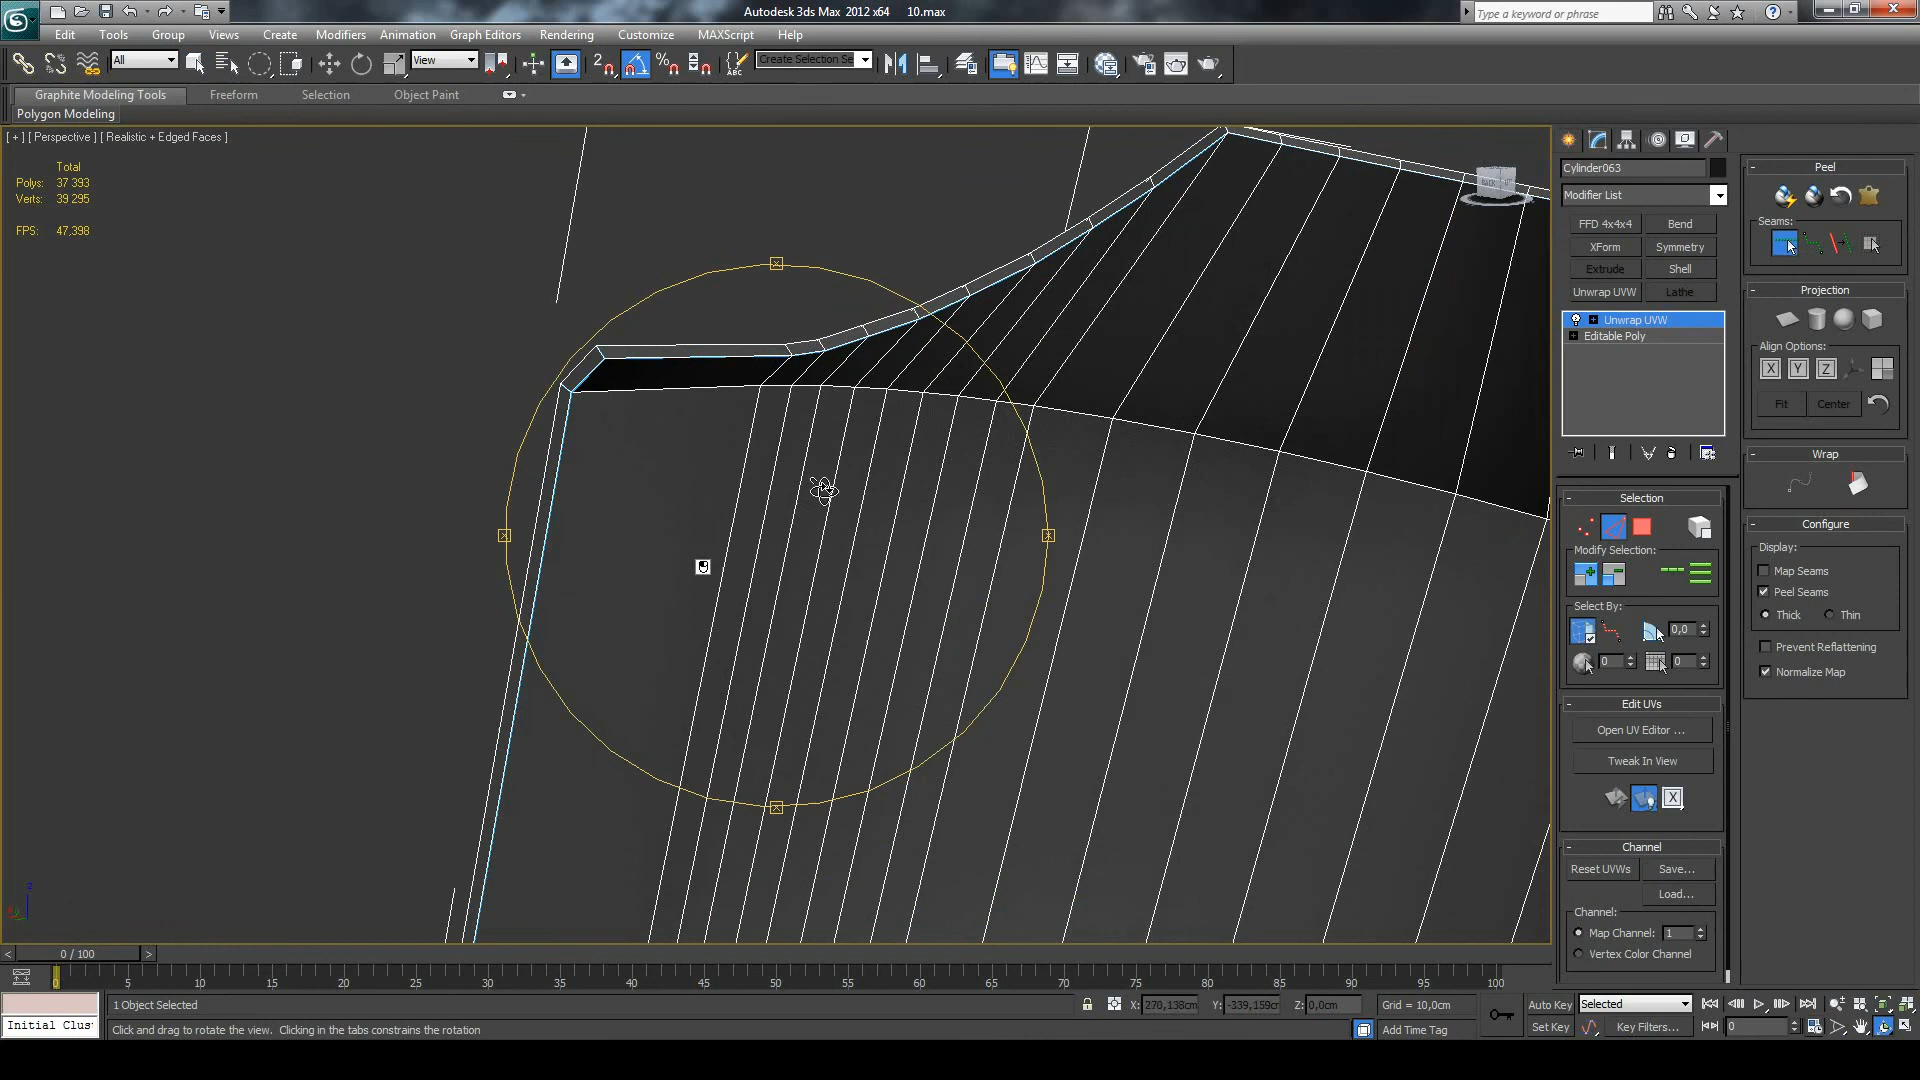 Autodesk 3ds Max 2012 x64 10.max
Type a keyword or phrase
Edit Tools Group Views Create Modifiers Animation Graph Editors Rendering Customize MAXScript Help
All
View
Create Selection Se
Graphite Modeling Tools Freeform Selection Object Paint
Polygon Modeling
[ + ] [ Perspective ] [ Realistic + Edged Faces ]
Total
Polys: 37 393
Verts: 39 295
FPS: 47,398
Cylinder063
Modifier List
FFD 4x4x4 Bend
XForm Symmetry
Extrude Shell
Unwrap UVW Lathe
Unwrap UVW
Editable Poly
Selection
Modify Selection:
Select By:
0,0
0 0
Edit UVs
Open UV Editor ...
Tweak In View
Channel
Reset UVWs Save...
Load...
Channel:
Map Channel: 1
Vertex Color Channel
Peel
Seams:
Projection
Align Options:
X Y Z
Fit Center
Wrap
Configure
Display:
Map Seams
Peel Seams
Thick Thin
Prevent Reflattening
Normalize Map
0 / 100
0 5 10 15 20 25 30 35 40 45 50 55 60 65 70 75 80 85 90 95 100
1 Object Selected
X: 270,138cm Y: -339,159cm Z: 0,0cm Grid = 10,0cm
Auto Key Selected
Initial Clus
Click and drag to rotate the view. Clicking in the tabs constrains the rotation
Add Time Tag
Set Key Key Filters... 0